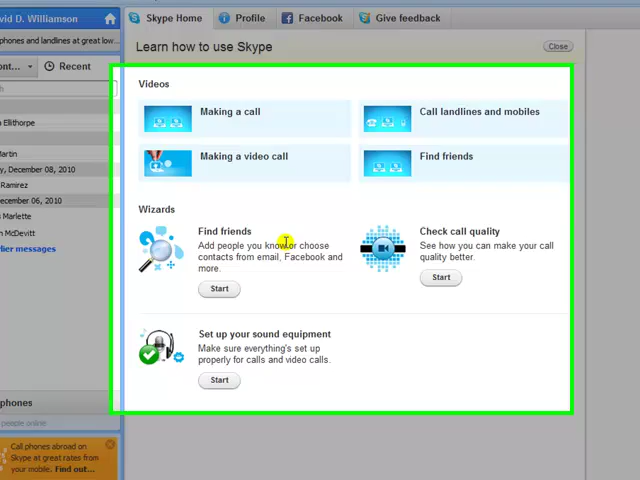 vid D. Williamson
Skype Home
Profile
Facebook
Give feedback
phones and landlines at great low
Learn how to use Skype
Close
ont...
Recent
Videos
Making a call
Call landlines and mobiles
Making a video call
Find friends
Ellithorpe
Martin
y, December 08, 2010
Ramirez
ecember 06, 2010
Marlette
McDevitt
lier messages
Wizards
Find friends
Add people you know or choose
contacts from email, Facebook and
more.
Start
Check call quality
See how you can make your call
quality better.
Start
Set up your sound equipment
Make sure everything's set up
properly for calls and video calls.
Start
phones
people online
Call phones abroad on
Skype at great rates from
your mobile. Find out...